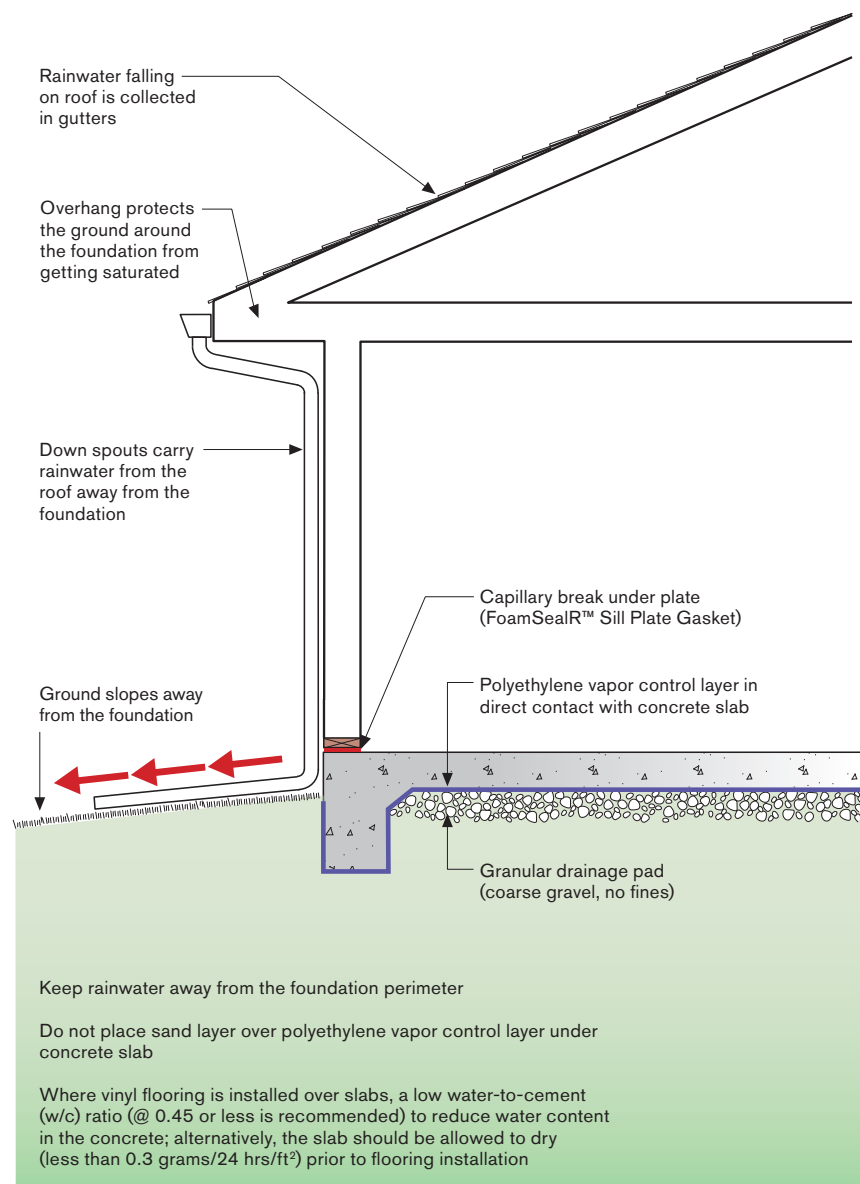 Rainwater falling
on roof is collected
in gutters
Overhang protects
the ground around
the foundation from
getting saturated
Down spouts carry
rainwater from the
roof away from the
foundation
Capillary break under plate
(FoamSealR™ Sill Plate Gasket)
Ground slopes away
from the foundation
Polyethylene vapor control layer in
direct contact with concrete slab
Granular drainage pad
(coarse gravel, no fines)
Keep rainwater away from the foundation perimeter
Do not place sand layer over polyethylene vapor control layer under
concrete slab
Where vinyl flooring is installed over slabs, a low water-to-cement
(w/c) ratio (@ 0.45 or less is recommended) to reduce water content
in the concrete; alternatively, the slab should be allowed to dry
(less than 0.3 grams/24 hrs/ft²) prior to flooring installation